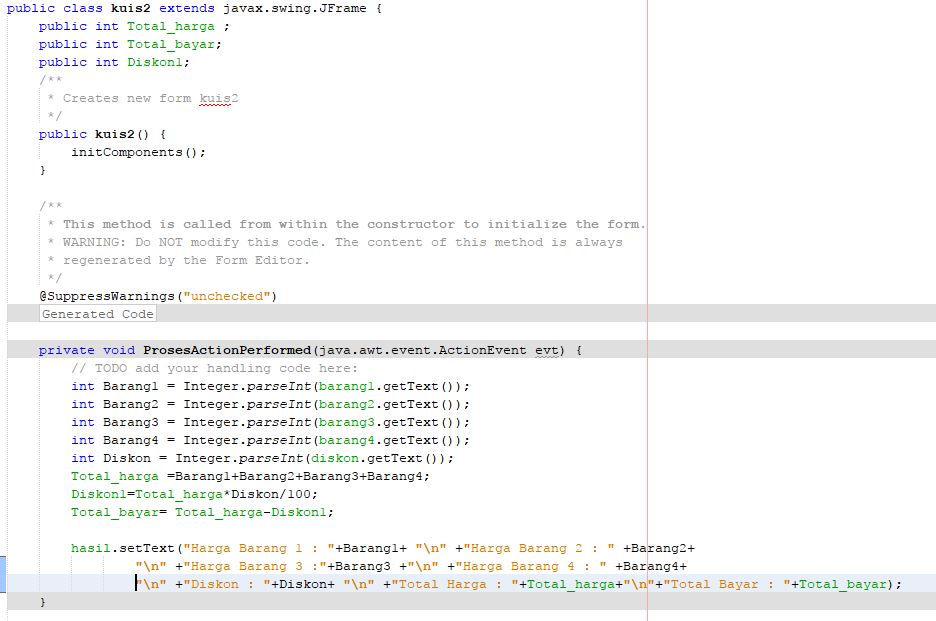 public class kuis2 extends javax.swing.JFrame {
    public int Total_harga ;
    public int Total_bayar;
    public int Diskon1;
    /**
     * Creates new form kuis2
     */
    public kuis2() {
        initComponents();
    }

    /**
     * This method is called from within the constructor to initialize the form.
     * WARNING: Do NOT modify this code. The content of this method is always
     * regenerated by the Form Editor.
     */
    @SuppressWarnings("unchecked")
    Generated Code

    private void ProsesActionPerformed(java.awt.event.ActionEvent evt) {
        // TODO add your handling code here:
        int Barang1 = Integer.parseInt(barang1.getText());
        int Barang2 = Integer.parseInt(barang2.getText());
        int Barang3 = Integer.parseInt(barang3.getText());
        int Barang4 = Integer.parseInt(barang4.getText());
        int Diskon = Integer.parseInt(diskon.getText());
        Total_harga =Barang1+Barang2+Barang3+Barang4;
        Diskon1=Total_harga*Diskon/100;
        Total_bayar= Total_harga-Diskon1;

        hasil.setText("Harga Barang 1 : "+Barang1+ "\n" +"Harga Barang 2 : " +Barang2+
                "\n" +"Harga Barang 3 :"+Barang3 +"\n" +"Harga Barang 4 : " +Barang4+
                "\n" +"Diskon : "+Diskon+ "\n" +"Total Harga : "+Total_harga+"\n"+"Total Bayar : "+Total_bayar);
    }